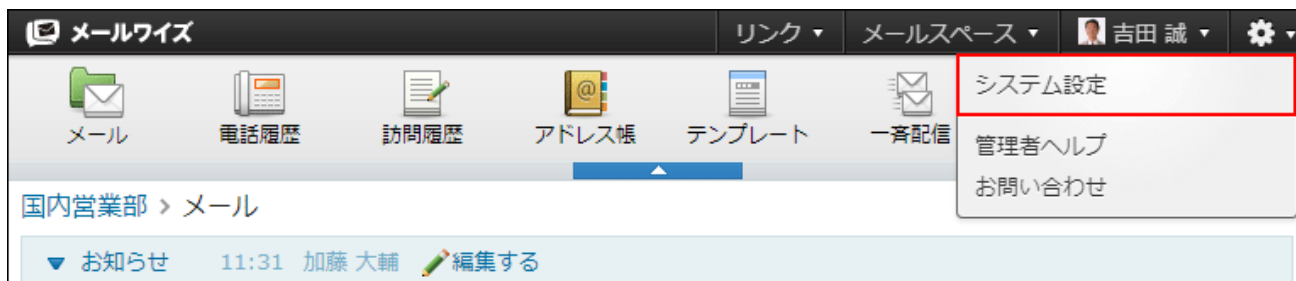 メールワイズ リンク メールスペース 吉田 誠
システム設定
メール 電話履歴 訪問履歴 アドレス帳 テンプレート 一斉配信
管理者ヘルプ
お問い合わせ
国内営業部 > メール
お知らせ 11:31 加藤 大輔 編集する